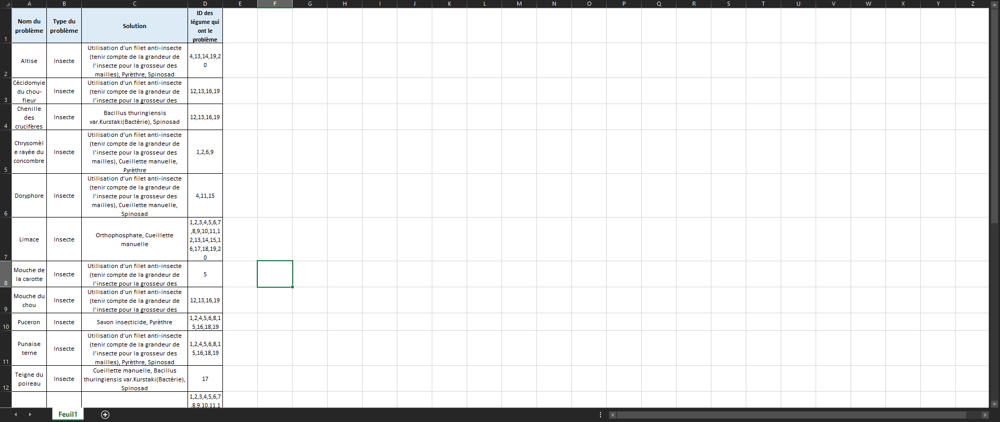 A B C D E F G H I J K L M N O P Q R S T U V W X Y Z
1
Nom du
problème
Type du
problème
Solution
ID des
légume qui
ont le
problème
2
Altise
Insecte
Utilisation d'un filet anti-insecte
(tenir compte de la grandeur de
l'insecte pour la grosseur des
mailles), Pyrèthre, Spinosad
4,13,14,19,2
0
3
Cécidomyie
du chou-
fleur
Insecte
Utilisation d'un filet anti-insecte
(tenir compte de la grandeur de
l'insecte pour la grosseur des
12,13,16,19
4
Chenille
des
crucifères
Insecte
Bacillus thuringiensis
var.Kurstaki(Bactérie), Spinosad
12,13,16,19
5
Chrysomèl
e rayée du
concombre
Insecte
Utilisation d'un filet anti-insecte
(tenir compte de la grandeur de
l'insecte pour la grosseur des
mailles), Cueillette manuelle,
Pyrèthre
1,2,6,9
6
Doryphore
Insecte
Utilisation d'un filet anti-insecte
(tenir compte de la grandeur de
l'insecte pour la grosseur des
mailles), Cueillette manuelle,
Spinosad
4,11,15
7
Limace
Insecte
Orthophosphate, Cueillette
manuelle
1,2,3,4,5,6,7
,8,9,10,11,1
2,13,14,15,1
6,17,18,19,2
0
8
Mouche de
la carotte
Insecte
Utilisation d'un filet anti-insecte
(tenir compte de la grandeur de
l'insecte pour la grosseur des
5
9
Mouche du
chou
Insecte
Utilisation d'un filet anti-insecte
(tenir compte de la grandeur de
l'insecte pour la grosseur des
12,13,16,19
10
Puceron
Insecte
Savon insecticide, Pyrèthre
1,2,4,5,6,8,1
5,16,18,19
11
Punaise
terne
Insecte
Utilisation d'un filet anti-insecte
(tenir compte de la grandeur de
l'insecte pour la grosseur des
mailles), Pyrèthre, Spinosad
1,2,4,5,6,8,1
5,16,18,19
12
Teigne du
poireau
Insecte
Cueillette manuelle, Bacillus
thuringiensis var.Kurstaki(Bactérie),
Spinosad
17
1,2,3,4,5,6,7
,8,9,10,11,1
Feuil1